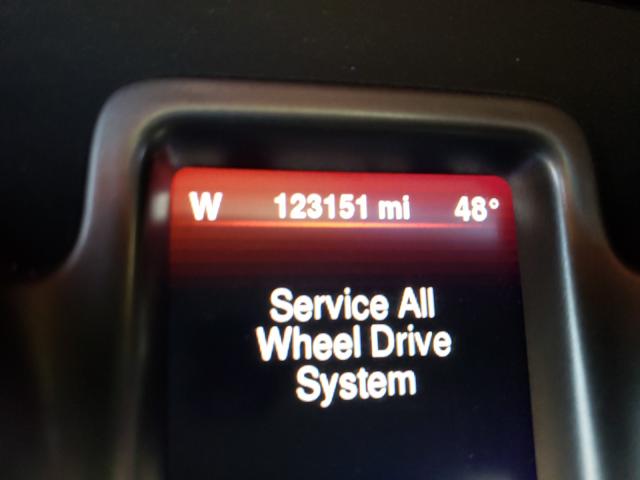 W 123151 mi 48°
Service All
Wheel Drive
System